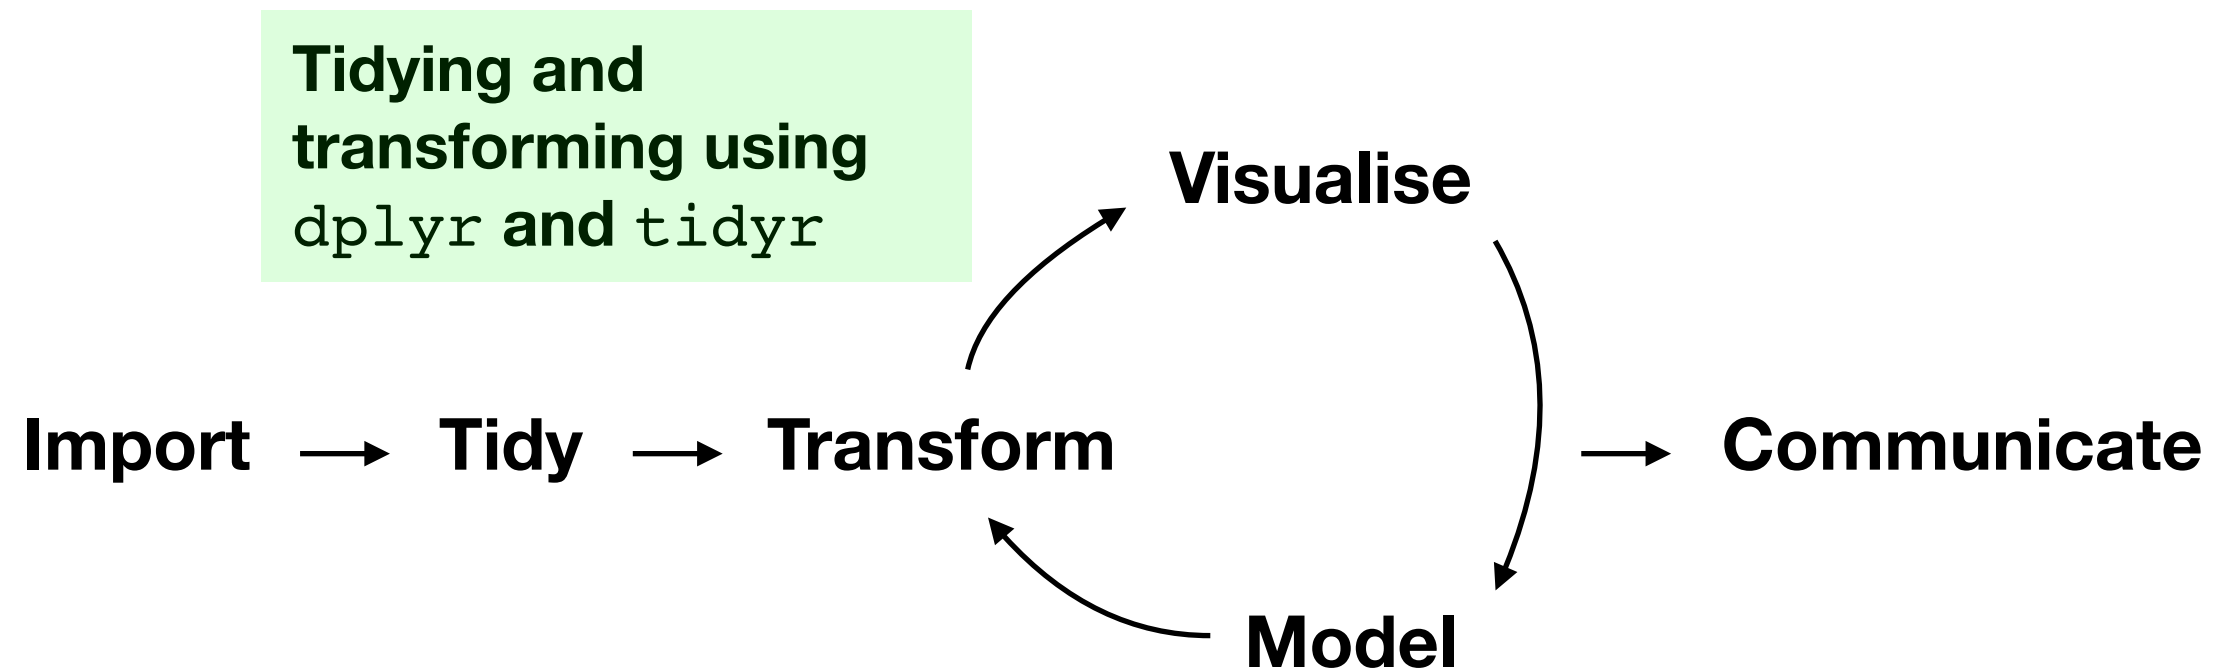 Tidying and
transforming using
dplyr and tidyr
Visualise
Import
Tidy
Transform
Communicate
Model